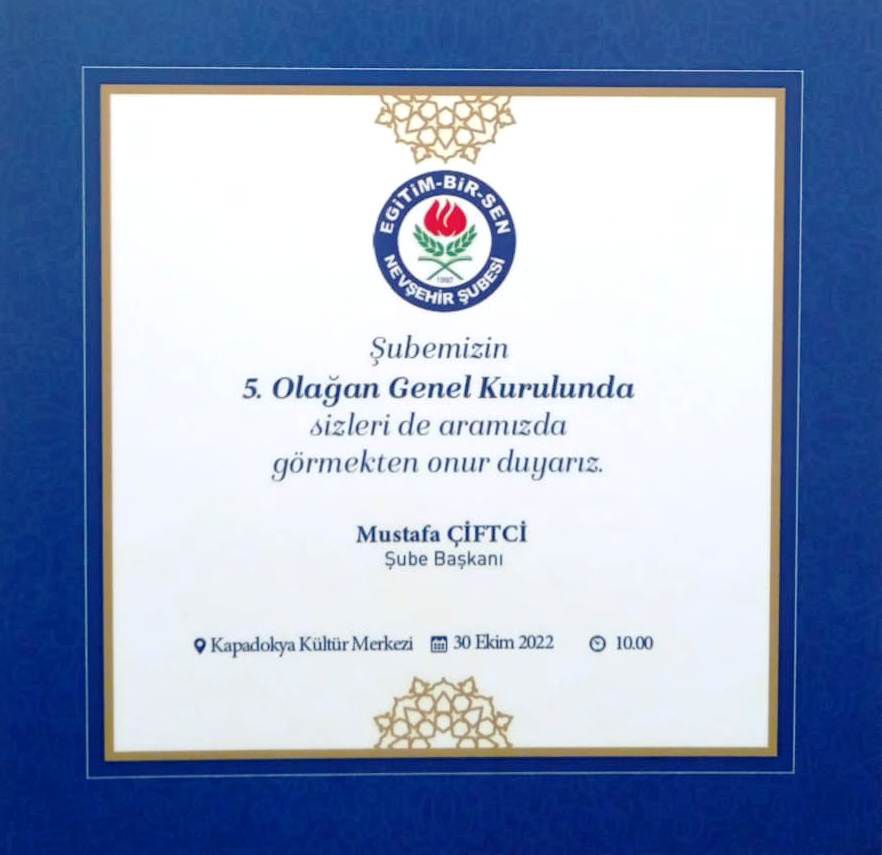 EĞİTİM-BİR-SEN
1992
NEVŞEHİR ŞUBESİ
Şubemizin
5. Olağan Genel Kurulunda
sizleri de aramızda
görmekten onur duyarız.
Mustafa ÇİFTCİ
Şube Başkanı
Kapadokya Kültür Merkezi 30 Ekim 2022 10.00